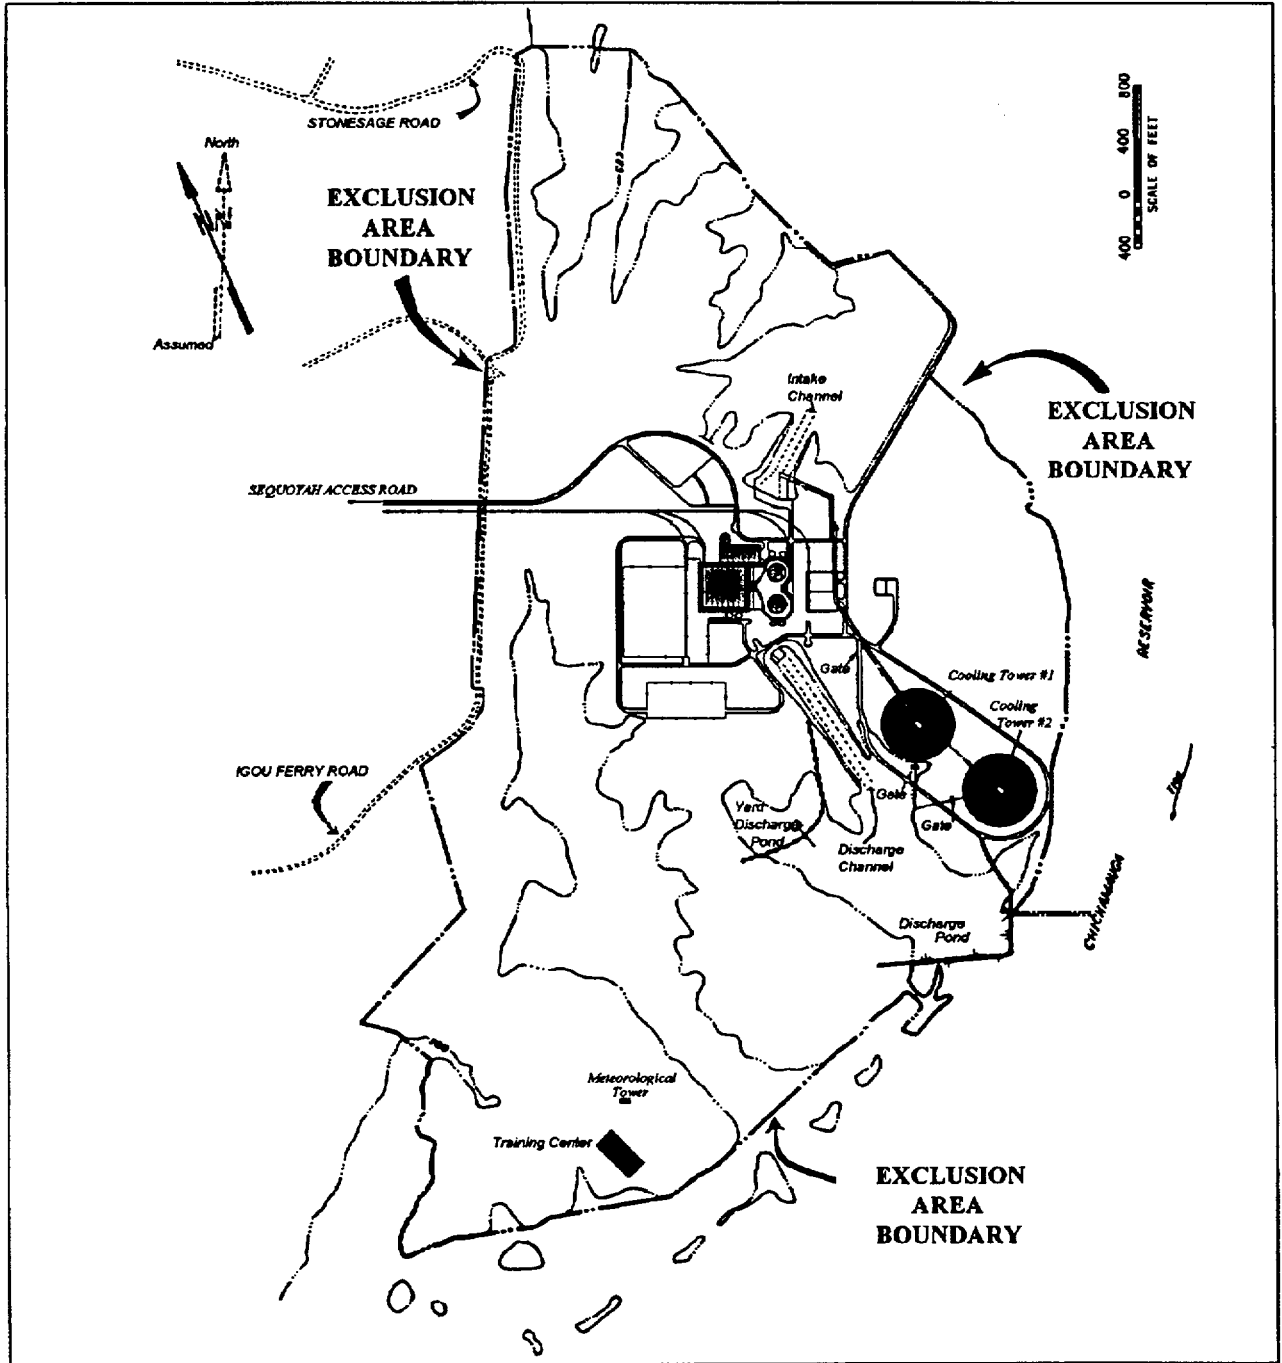 STONESAGE ROAD
North
EXCLUSION
AREA
BOUNDARY
Assumed
800
400
0
400
SCALE OF FEET
Intake
Channel
EXCLUSION
AREA
BOUNDARY
SEQUOYAH ACCESS ROAD
RESERVOIR
Gate
Cooling Tower #1
Cooling
Tower #2
IGOU FERRY ROAD
Gate
Gate
Yard
Discharge
Pond
Discharge
Channel
Discharge
Pond
CHICHAMAUGA
Meteorological
Tower
Training Center
EXCLUSION
AREA
BOUNDARY